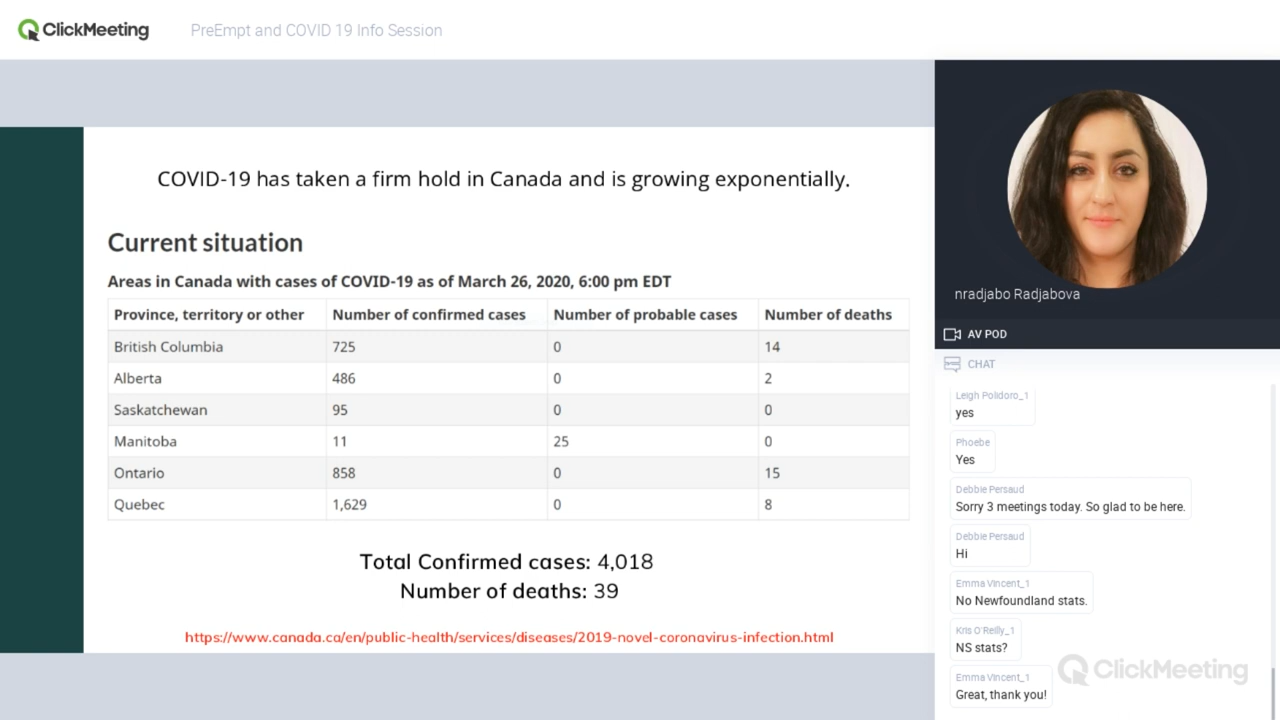 ClickMeeting
PreEmpt and COVID 19 Info Session
COVID-19 has taken a firm hold in Canada and is growing exponentially.
Current situation
Areas in Canada with cases of COVID-19 as of March 26, 2020, 6:00 pm EDT
Province, territory or other Number of confirmed cases Number of probable cases Number of deaths
British Columbia 725 0 14
Alberta 486 0 2
Saskatchewan 95 0 0
Manitoba 11 25 0
Ontario 858 0 15
Quebec 1,629 0 8
Total Confirmed cases: 4,018
Number of deaths: 39
https://www.canada.ca/en/public-health/services/diseases/2019-novel-coronavirus-infection.html
nradjabo Radjabova
AV POD
CHAT
Leigh Polidoro_1
yes
Phoebe
Yes
Debbie Persaud
Sorry 3 meetings today. So glad to be here.
Debbie Persaud
Hi
Emma Vincent_1
No Newfoundland stats.
Kris O'Reilly_1
NS stats?
Emma Vincent_1
Great, thank you!
ClickMeeting